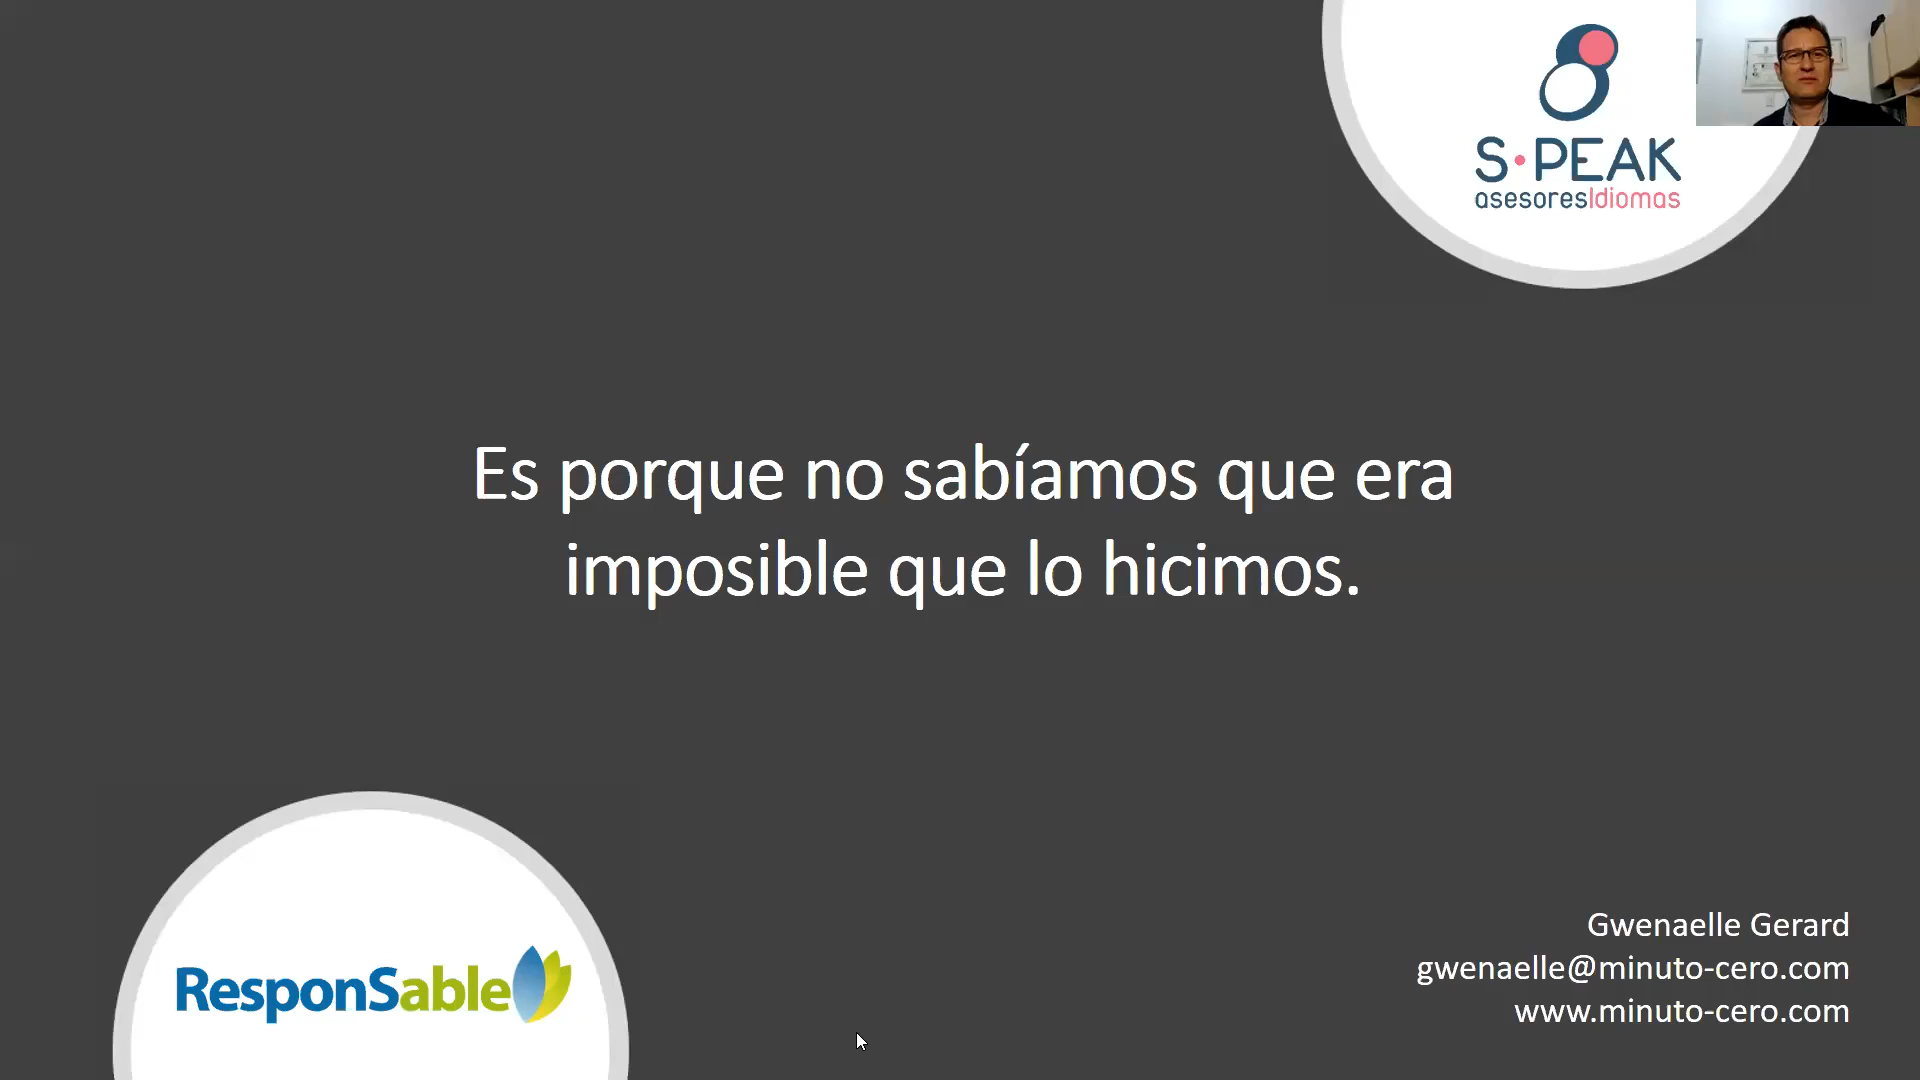 S·PEAK
asesoresIdiomas
Es porque no sabíamos que era
imposible que lo hicimos.
ResponSable
Gwenaelle Gerard
gwenaelle@minuto-cero.com
www.minuto-cero.com